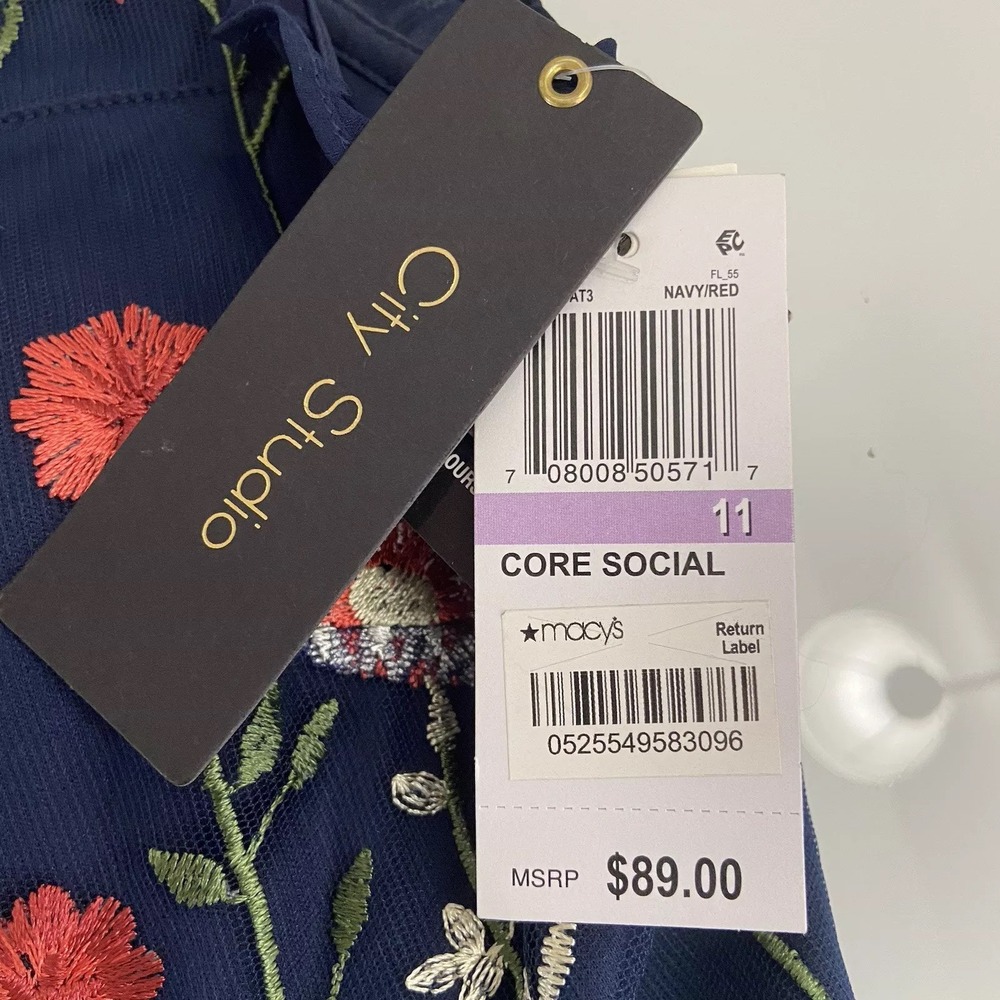 City Studio
EPC
FL_55
AT3 NAVY/RED
7 08008 50571 7
11
CORE SOCIAL
★macy's Return
Label
0525549583096
MSRP $89.00